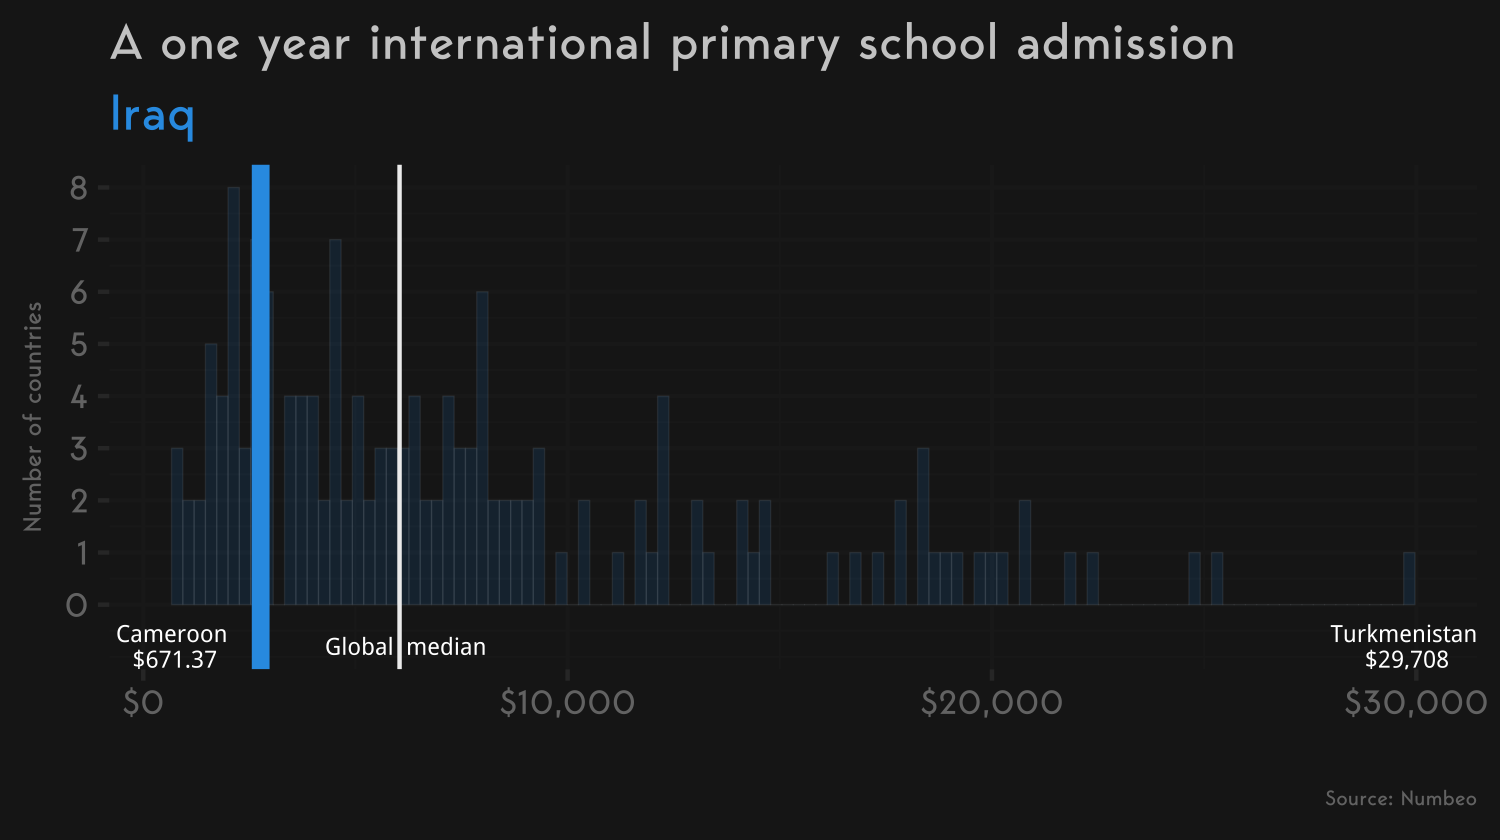 A one year international primary school admission
Iraq
Number of countries
8
7
6
5
4
3
2
1
0
Cameroon
$671.37
Global median
Turkmenistan
$29,708
$0 $10,000 $20,000 $30,000
Source: Numbeo